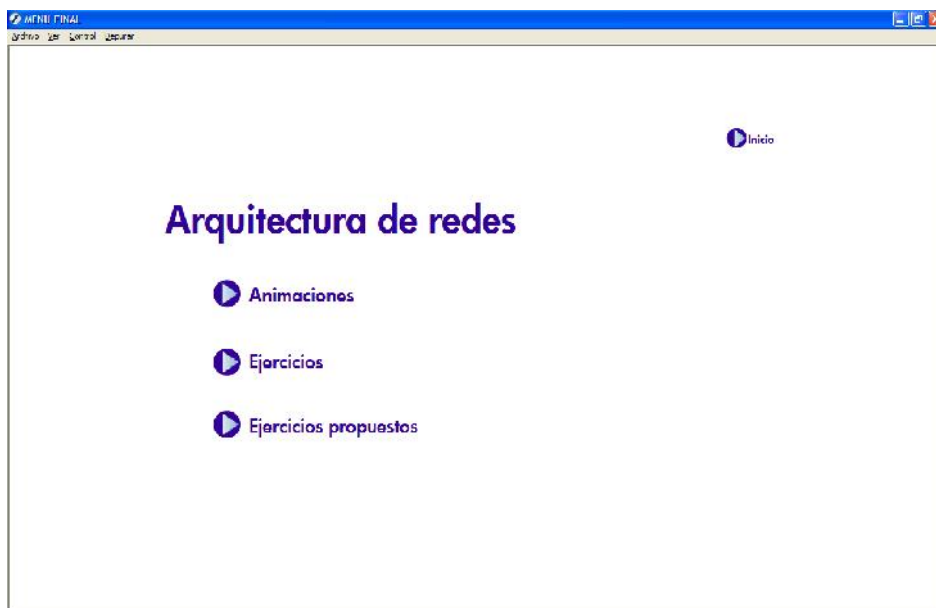 MENU FINAL
Archivo Ver Control Depurar
Inicio
Arquitectura de redes
Animaciones
Ejercicios
Ejercicios propuestos